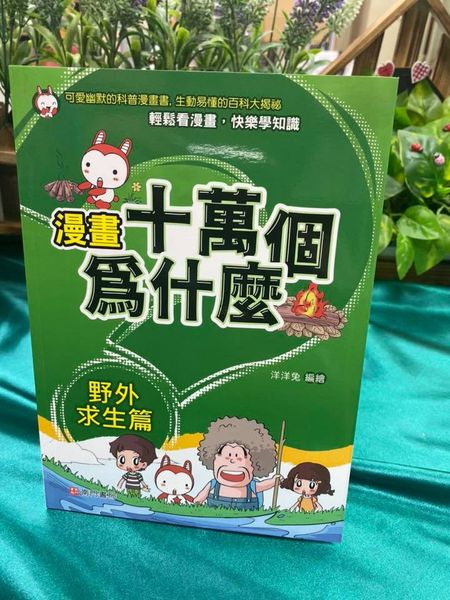 可愛幽默的科普漫畫書，生動易懂的百科大揭祕
輕鬆看漫畫，快樂學知識
漫畫 十萬個
為什麼
洋洋兔 編繪
野外
求生篇